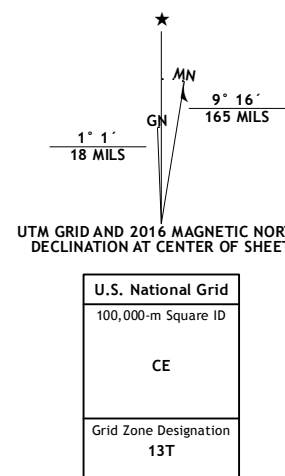 MN
GN
9° 16´
165 MILS
1° 1´
18 MILS
UTM GRID AND 2016 MAGNETIC NOR
DECLINATION AT CENTER OF SHEET
U.S. National Grid
100,000-m Square ID
CE
Grid Zone Designation
13T